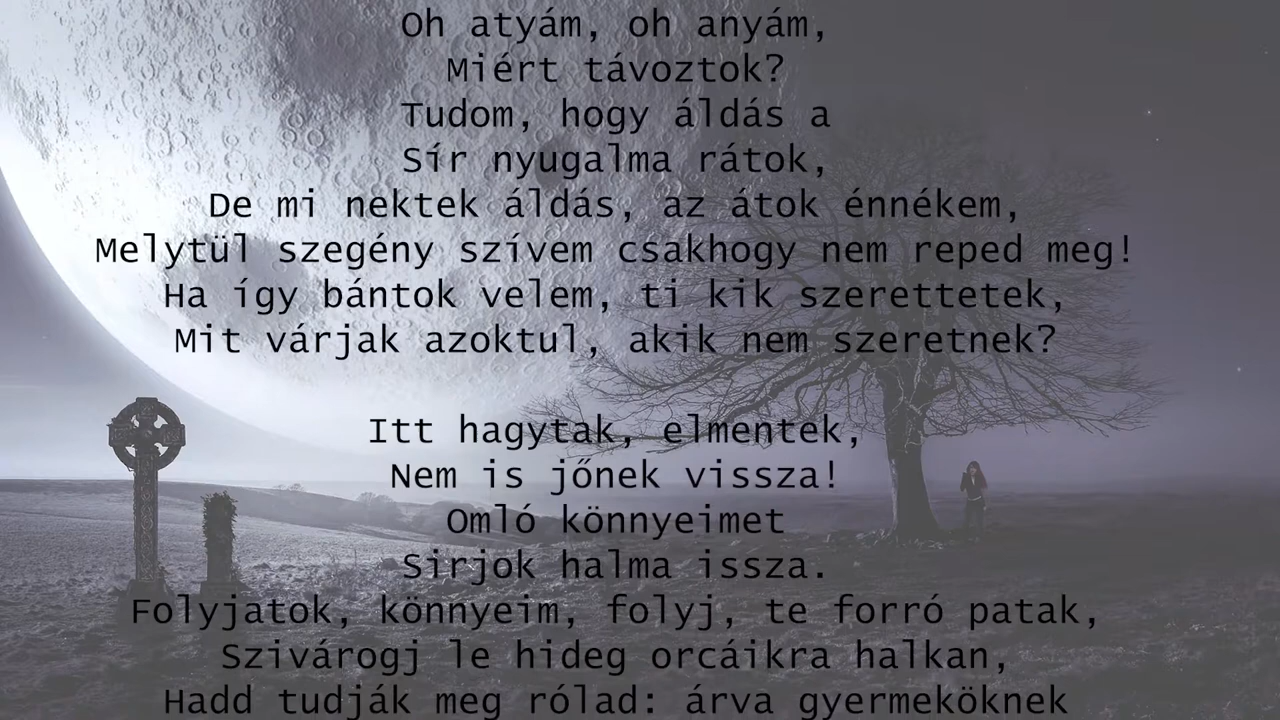 Oh atyám, oh anyám,
Miért távoztok?
Tudom, hogy áldás a
Sír nyugalma rátok,
De mi nektek áldás, az átok énnékem,
Melytül szegény szívem csakhogy nem reped meg!
Ha így bántok velem, ti kik szerettetek,
Mit várjak azoktul, akik nem szeretnek?
Itt hagytak, elmentek,
Nem is jőnek vissza!
Omló könnyeimet
Sirjok halma issza.
Folyjatok, könnyeim, folyj, te forró patak,
Szivárogj le hideg orcáikra halkan,
Hadd tudják meg rólad: árva gyermeköknek